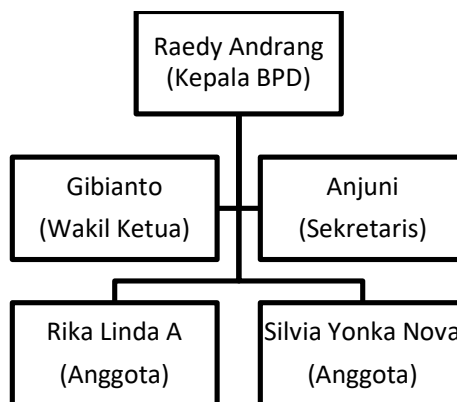 Raedy Andrang
(Kepala BPD)
Gibianto
(Wakil Ketua)
Anjuni
(Sekretaris)
Rika Linda A
(Anggota)
Silvia Yonka Nova
(Anggota)